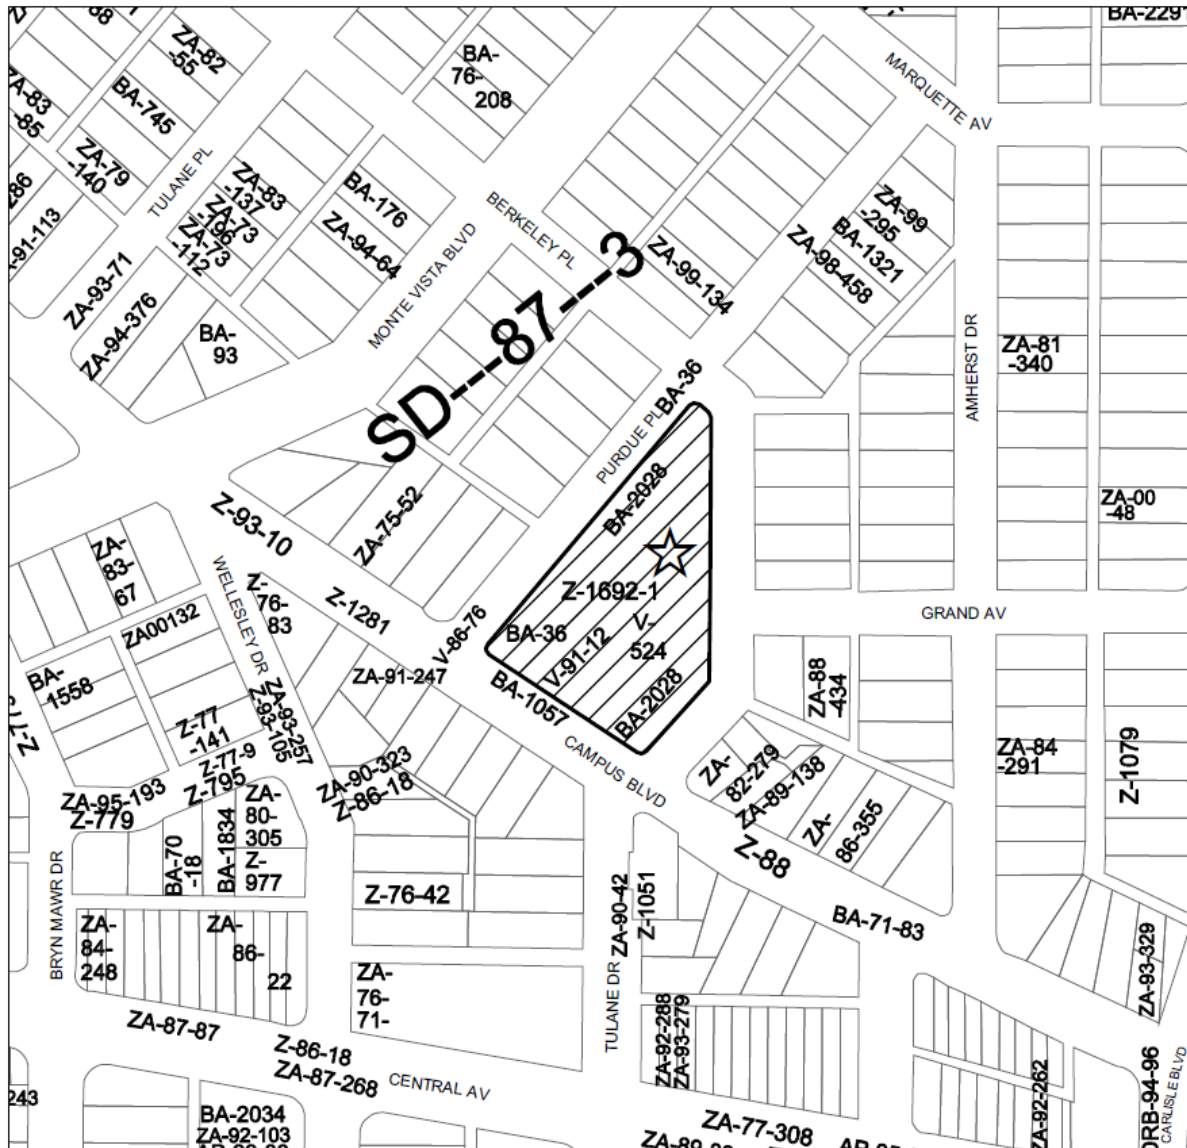 88
ZA-82
-55
BA-
76-
208
BA-2291
MARQUETTE AV
ZA-83
-85
BA-745
ZA-79
-140
TULANE PL
286
-91-113
ZA-83
-137
ZA-73
-196
ZA-73
-112
BA-176
ZA-94-64
MONTE VISTA BLVD
BERKELEY PL
SD---87---3
ZA-99-134
ZA-99
-295
BA-1321
ZA-98-458
ZA-93-71
ZA-94-376
BA-
93
AMHERST DR
ZA-81
-340
BA-36
PURDUE PL
BA-2028
ZA-00
-48
Z-93-10
ZA-75-52
ZA-
83-
67
WELLESLEY DR
Z-
76-
83
Z-1281
V-86-76
Z-1692-1
BA-36
V-91-12
V-
524
BA-2028
GRAND AV
ZA00132
BA-
1558
ZA-91-247
BA-1057
ZA-88
-434
ZA-93-257
Z-93-105
Z-77
-141
Z-77-9
Z-795
CAMPUS BLVD
ZA-
82-279
ZA-89-138
ZA-
86-355
ZA-84
-291
Z-1079
ZA-90-323
Z-86-18
ZA-95-193
Z-779
ZA-
80-
305
Z-
977
BA-70
-18
BA-1834
BRYN MAWR DR
Z-88
Z-76-42
ZA-90-42
Z-1051
BA-71-83
ZA-
84-
248
ZA-
86-
22
ZA-93-329
ZA-
76-
71-
TULANE DR
ZA-92-288
ZA-93-279
ZA-87-87
Z-86-18
ZA-87-268
CENTRAL AV
ZA-92-262
DRB-94-96
CARLISLE BLVD
243
BA-2034
ZA-92-103
ZA-77-308